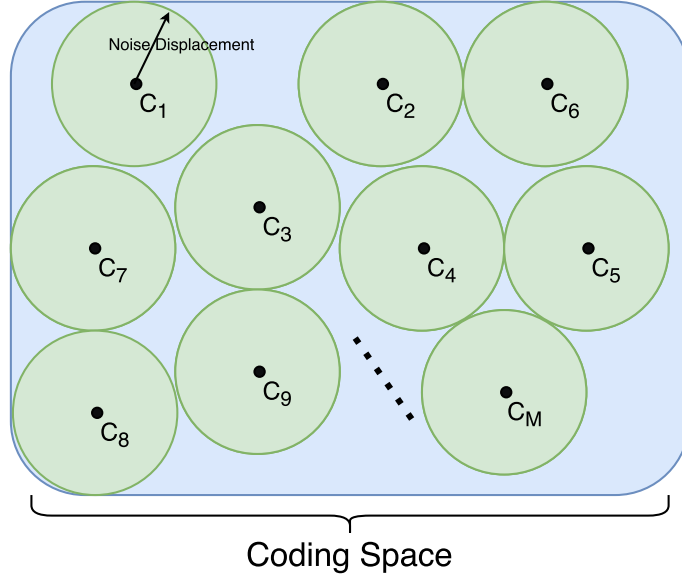 Noise Displacement
C1
C2
C6
C3
C7
C4
C5
C9
C8
CM
Coding Space